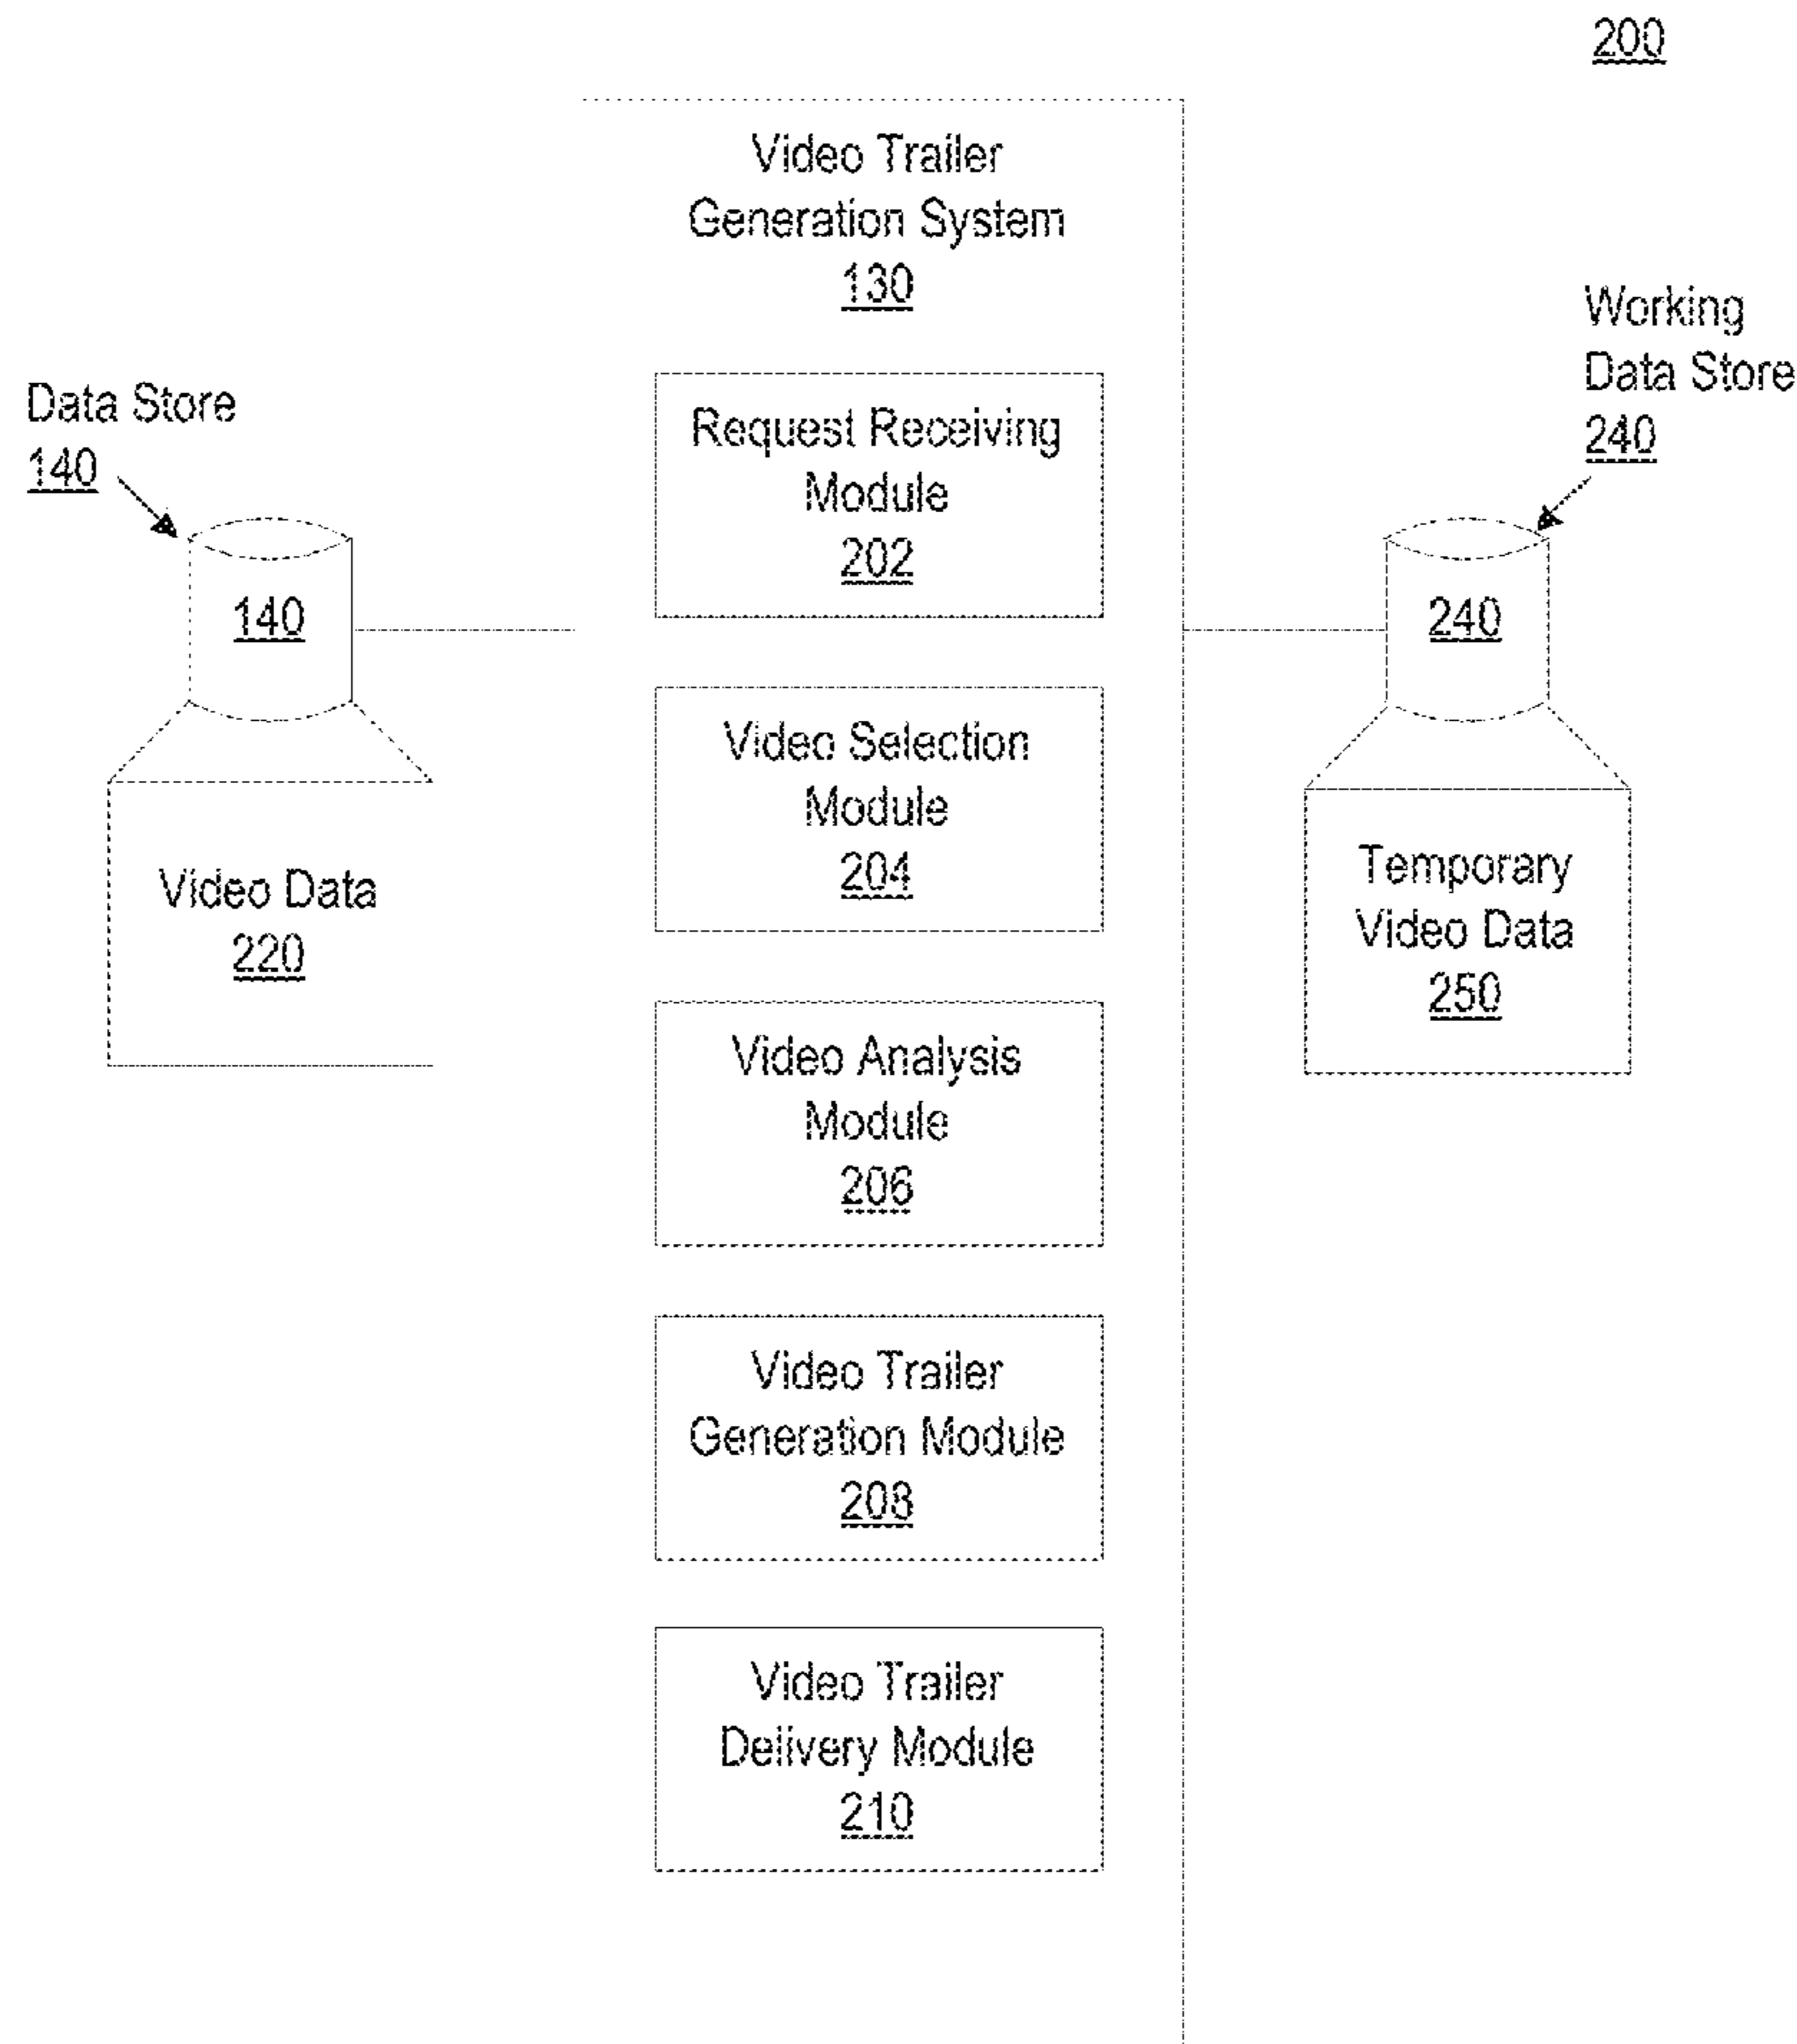 200
Video Trailer
Generation System
130
Data Store
140
140
Video Data
220
Request Receiving
Module
202
Video Selection
Module
204
Video Analysis
Module
206
Video Trailer
Generation Module
208
Video Trailer
Delivery Module
210
Working
Data Store
240
240
Temporary
Video Data
250